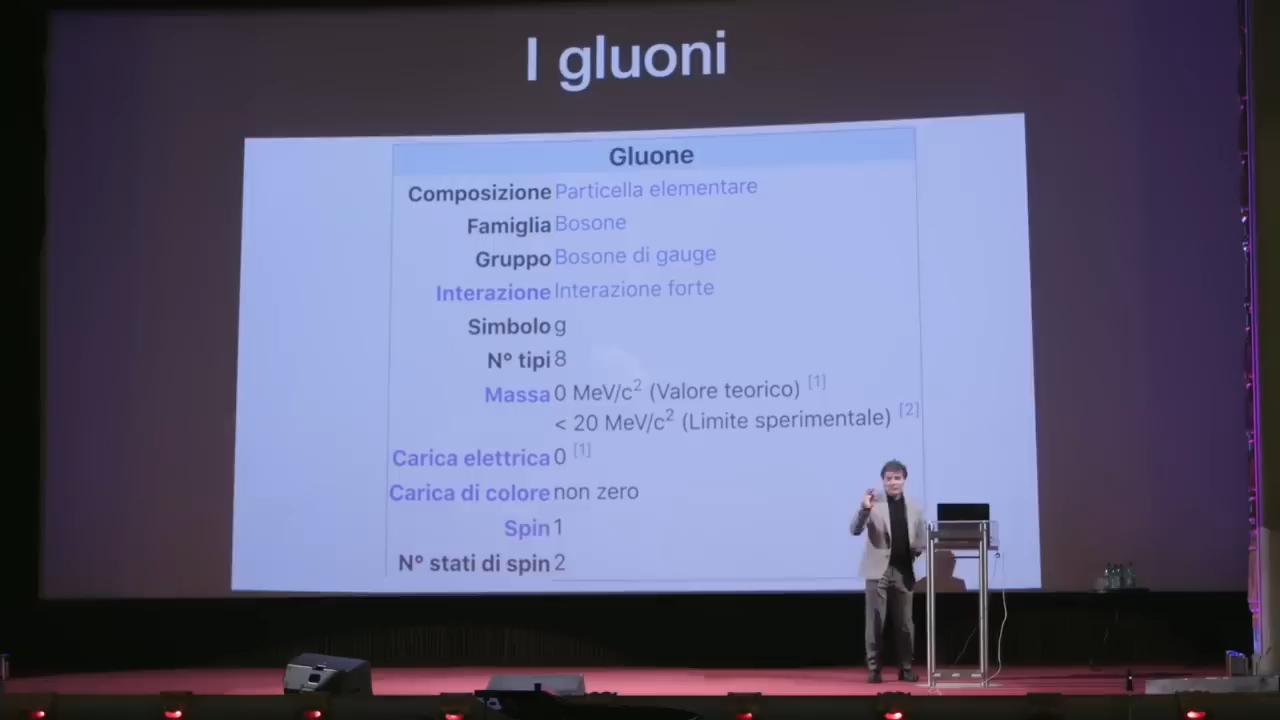 I gluoni
Gluone
Composizione Particella elementare
Famiglia Bosone
Gruppo Bosone di gauge
Interazione Interazione forte
Simbolo g
N° tipi 8
Massa 0 MeV/c² (Valore teorico) [1]
< 20 MeV/c² (Limite sperimentale) [2]
Carica elettrica 0 [1]
Carica di colore non zero
Spin 1
N° stati di spin 2